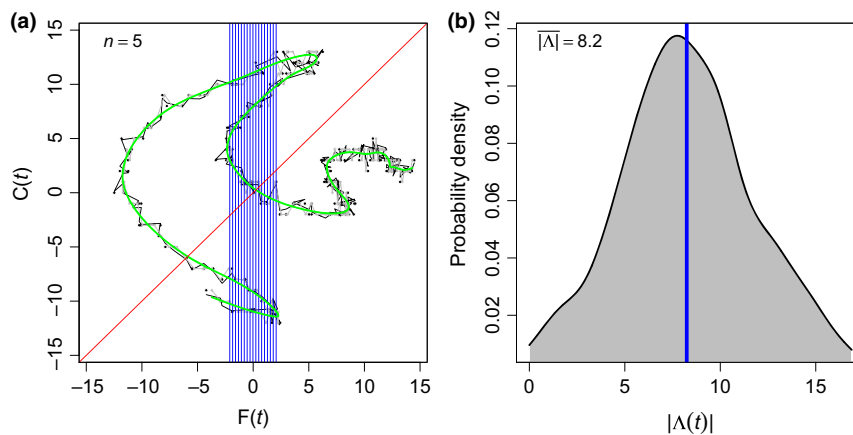 (a)
n = 5
C(t)
15
10
5
0
−5
−10
−15
−15 −10 −5 0 5 10 15
F(t)
(b)
|Λ| = 8.2
Probability density
0.12
0.10
0.08
0.06
0.04
0.02
0 5 10 15
|Λ(t)|